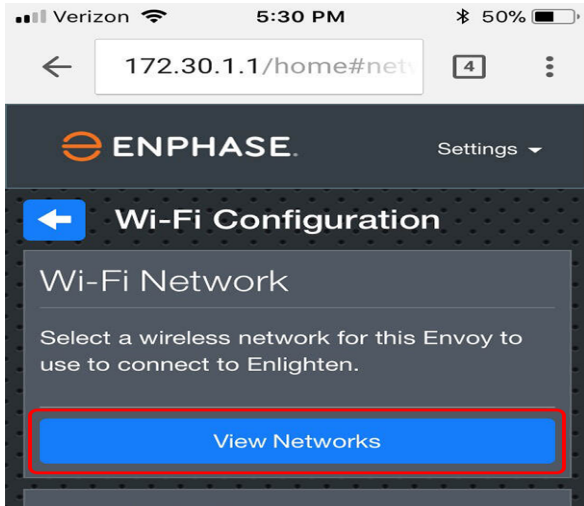 Verizon 5:30 PM 50%
172.30.1.1/home#net
4
ENPHASE.
Settings
Wi-Fi Configuration
Wi-Fi Network
Select a wireless network for this Envoy to
use to connect to Enlighten.
View Networks